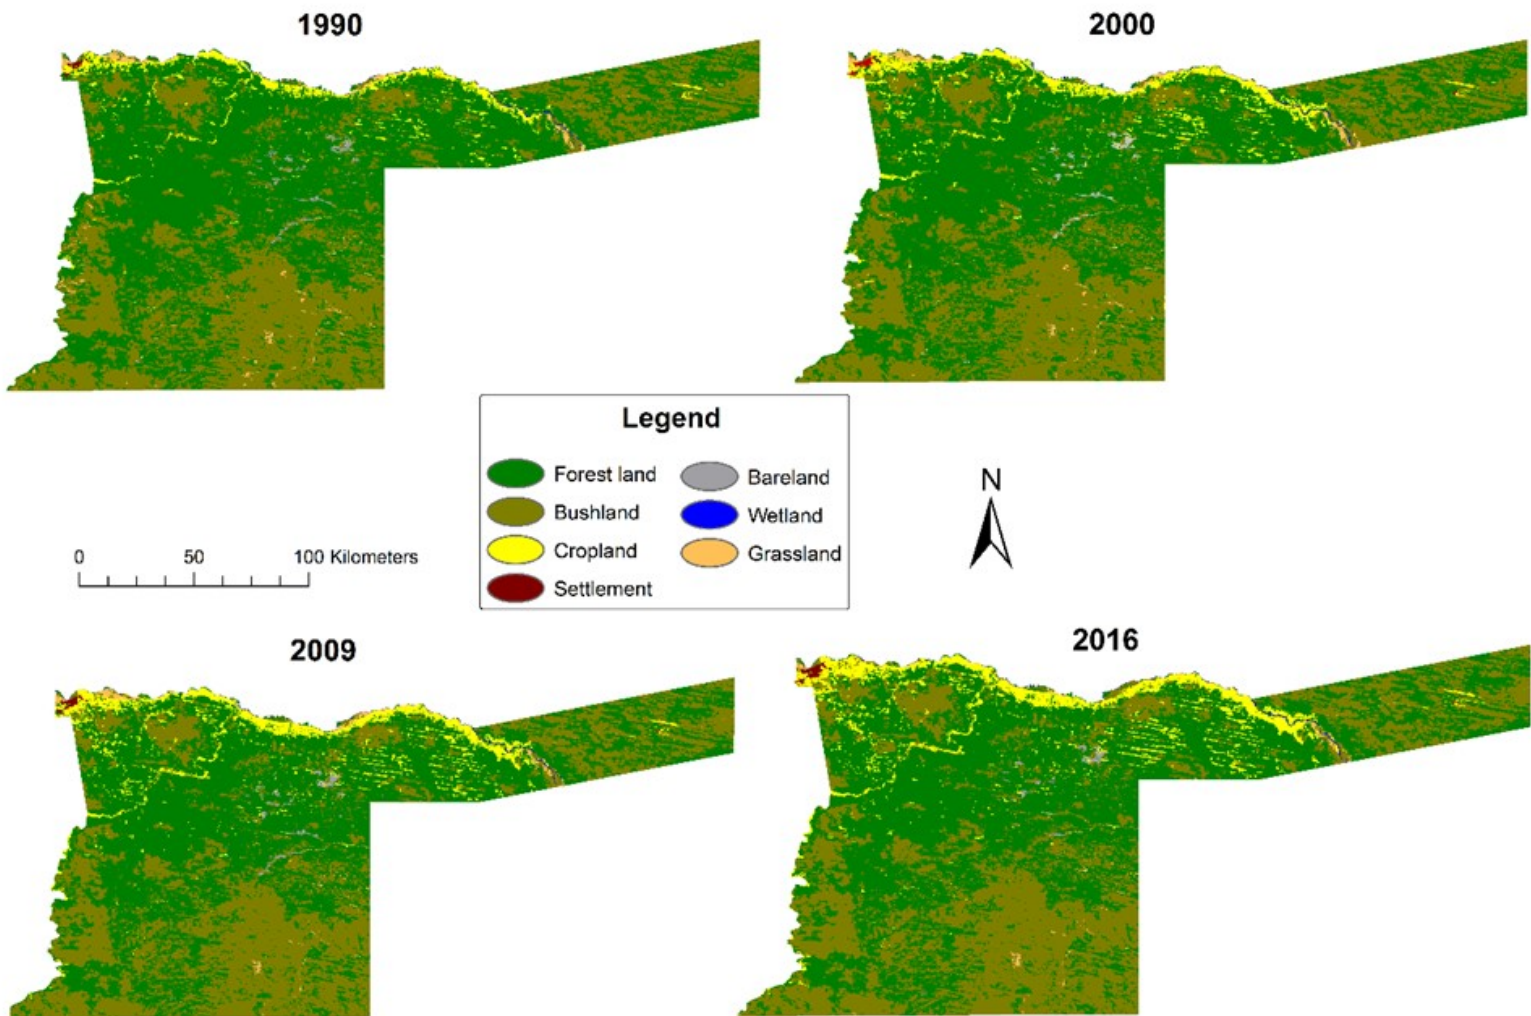 1990
2000
Legend
Forest land
Bareland
Bushland
Wetland
Cropland
Grassland
Settlement
0 50 100 Kilometers
N
2009
2016